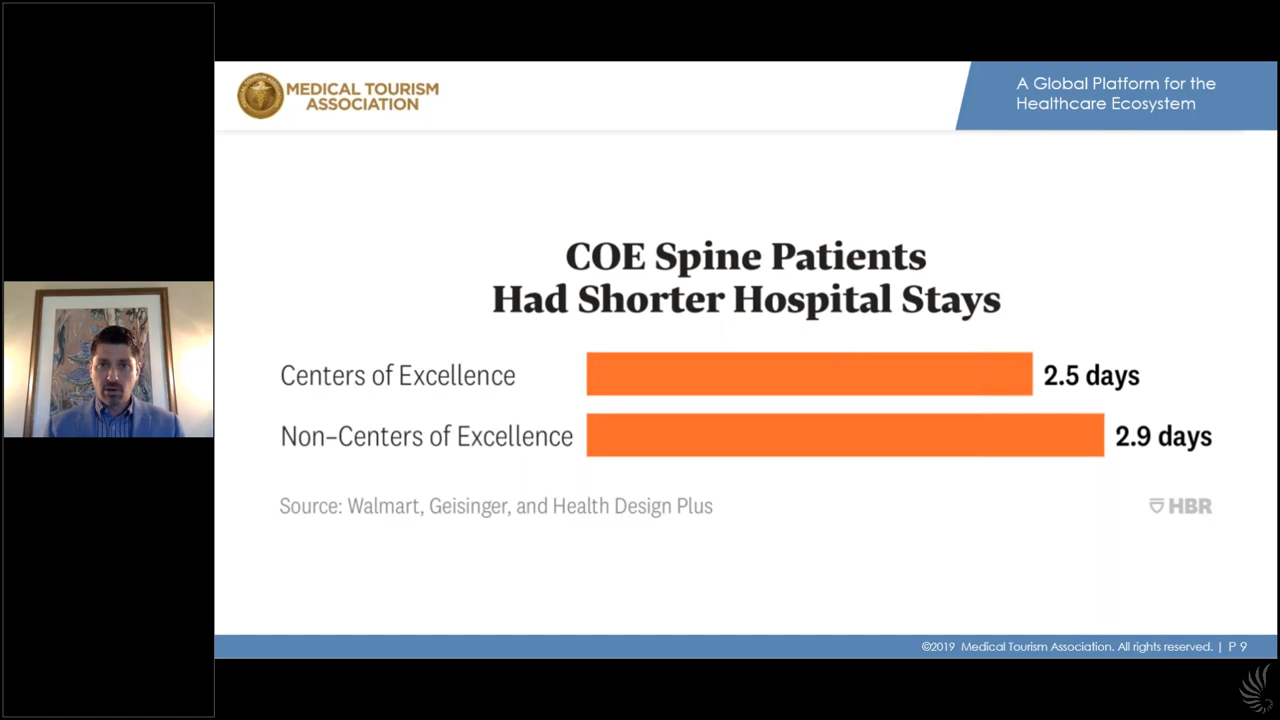 MEDICAL TOURISM
ASSOCIATION
A Global Platform for the
Healthcare Ecosystem
COE Spine Patients
Had Shorter Hospital Stays
Centers of Excellence 2.5 days
Non–Centers of Excellence 2.9 days
Source: Walmart, Geisinger, and Health Design Plus HBR
©2019 Medical Tourism Association. All rights reserved. | P 9